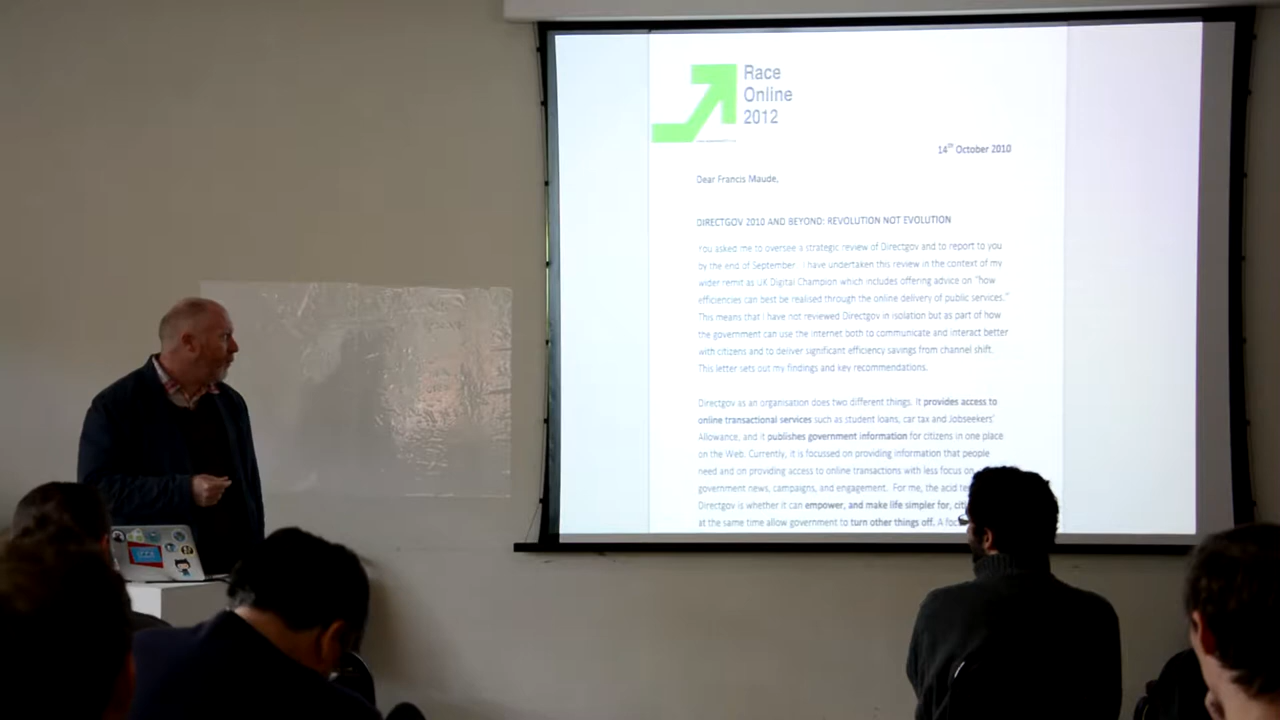 Race
Online
2012
14th October 2010
Dear Francis Maude,
DIRECTGOV 2010 AND BEYOND: REVOLUTION NOT EVOLUTION
You asked me to oversee a strategic review of Directgov and to report to you
by the end of September. I have undertaken this review in the context of my
wider remit as UK Digital Champion which includes offering advice on "how
efficiencies can best be realised through the online delivery of public services."
This means that I have not reviewed Directgov in isolation but as part of how
the government can use the internet both to communicate and interact better
with citizens and to deliver significant efficiency savings from channel shift.
This letter sets out my findings and key recommendations.
Directgov as an organisation does two different things. It provides access to
online transactional services such as student loans, car tax and Jobseekers'
Allowance, and it publishes government information for citizens in one place
on the Web. Currently, it is focussed on providing information that people
need and on providing access to online transactions with less focus on
government news, campaigns, and engagement. For me, the acid
Directgov is whether it can empower, and make life simpler for,
at the same time allow government to turn other things off. A